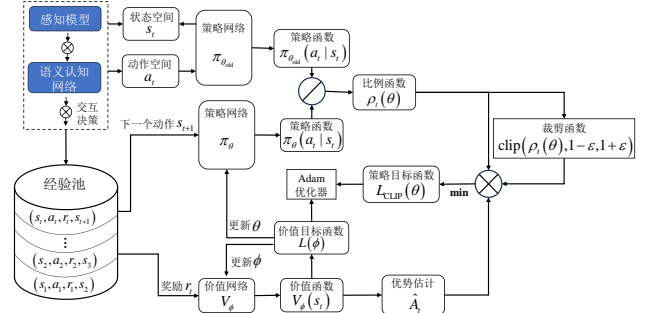 感知模型
语义认知
网络
交互
决策
状态空间
s_t
动作空间
a_t
策略网络
π_{θ_old}
策略函数
π_{θ_old}(a_t | s_t)
比例函数
ρ_t(θ)
裁剪函数
clip(ρ_t(θ),1−ε,1+ε)
下一个动作 s_{t+1}
策略网络
π_θ
策略函数
π_θ(a_t | s_t)
经验池
(s_t,a_t,r_t,s_{t+1})
⋮
(s_2,a_2,r_2,s_3)
(s_1,a_1,r_1,s_2)
Adam
优化器
策略目标函数
L_CLIP(θ)
min
更新θ
更新ϕ
价值目标函数
L(ϕ)
奖励 r_t
价值网络
V_ϕ
价值函数
V_ϕ(s_t)
优势估计
Â_t